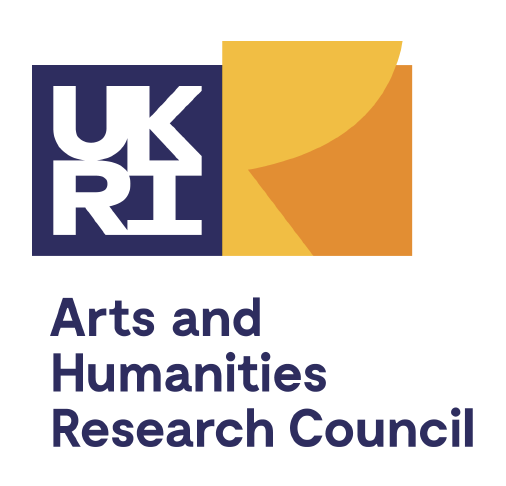 UK
RI
Arts and
Humanities
Research Council